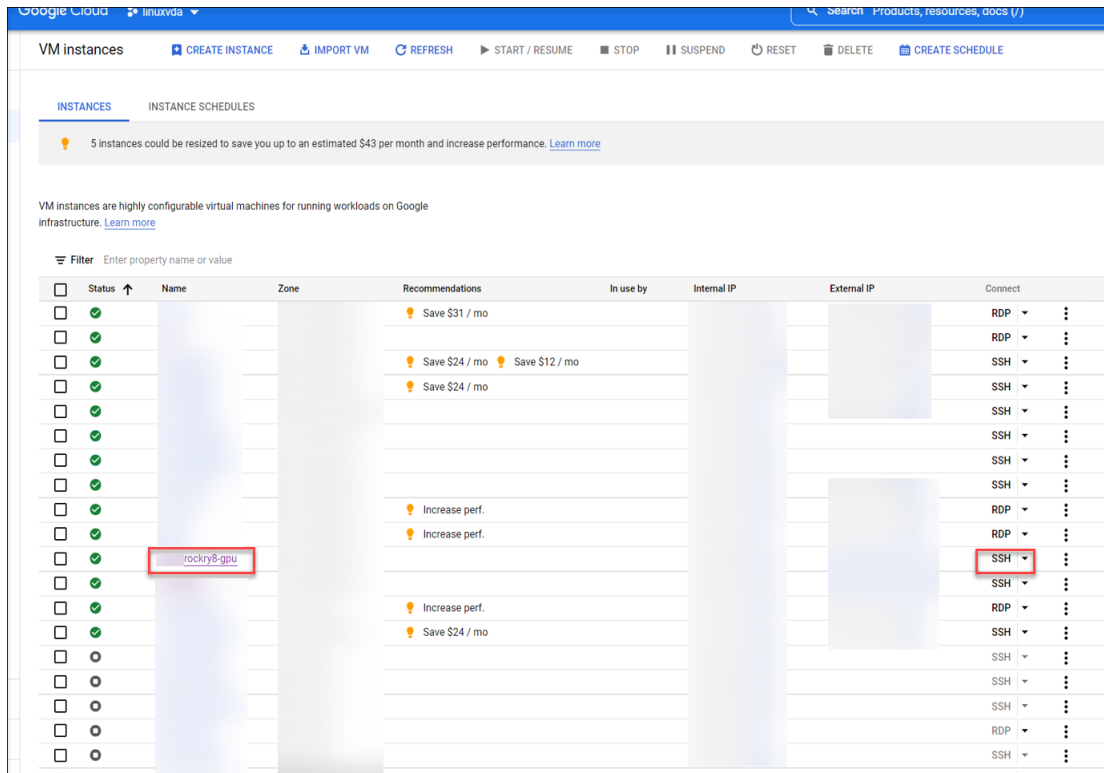 Google Cloud linuxvda Search Products, resources, docs (/)
VM instances CREATE INSTANCE IMPORT VM REFRESH START / RESUME STOP SUSPEND RESET DELETE CREATE SCHEDULE
INSTANCES INSTANCE SCHEDULES
5 instances could be resized to save you up to an estimated $43 per month and increase performance. Learn more
VM instances are highly configurable virtual machines for running workloads on Google
infrastructure. Learn more
Filter Enter property name or value
Status Name Zone Recommendations In use by Internal IP External IP Connect
Save $31 / mo RDP
RDP
Save $24 / mo Save $12 / mo SSH
Save $24 / mo SSH
SSH
SSH
SSH
SSH
Increase perf. RDP
Increase perf. RDP
rockry8-gpu SSH
SSH
Increase perf. RDP
Save $24 / mo SSH
SSH
SSH
SSH
RDP
SSH